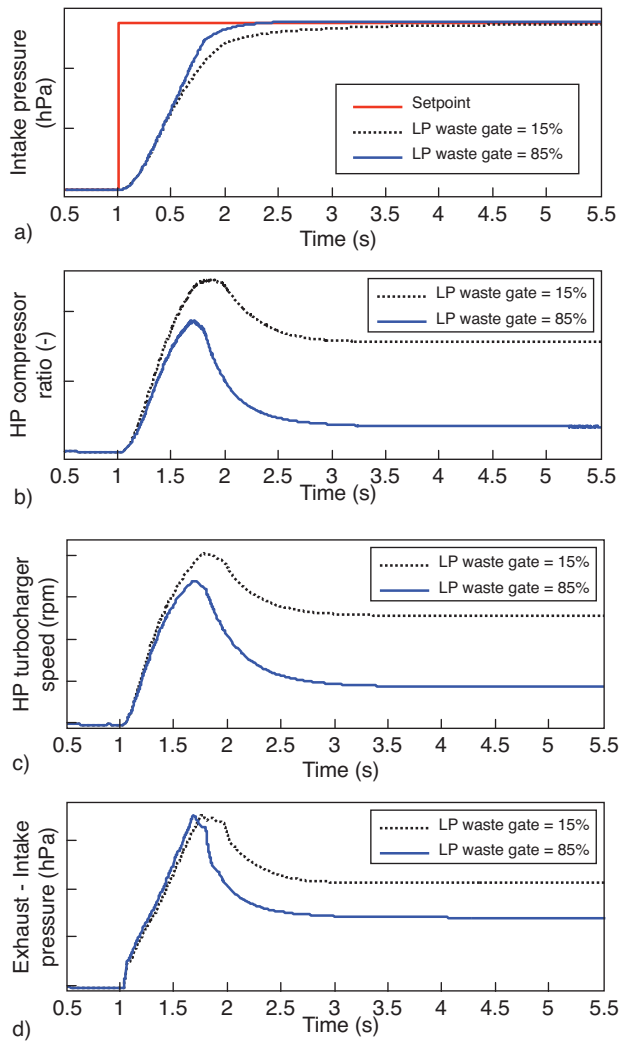 Intake pressure
(hPa)
Setpoint
LP waste gate = 15%
LP waste gate = 85%
0.5 1 0.5 2 2.5 3 3.5 4 4.5 5 5.5
Time (s)
a)
HP compressor
ratio (-)
LP waste gate = 15%
LP waste gate = 85%
0.5 1 1.5 2 2.5 3 3.5 4 4.5 5 5.5
Time (s)
b)
HP turbocharger
speed (rpm)
LP waste gate = 15%
LP waste gate = 85%
0.5 1 1.5 2 2.5 3 3.5 4 4.5 5 5.5
Time (s)
c)
Exhaust - Intake
pressure (hPa)
LP waste gate = 15%
LP waste gate = 85%
0.5 1 1.5 2 2.5 3 3.5 4 4.5 5 5.5
Time (s)
d)